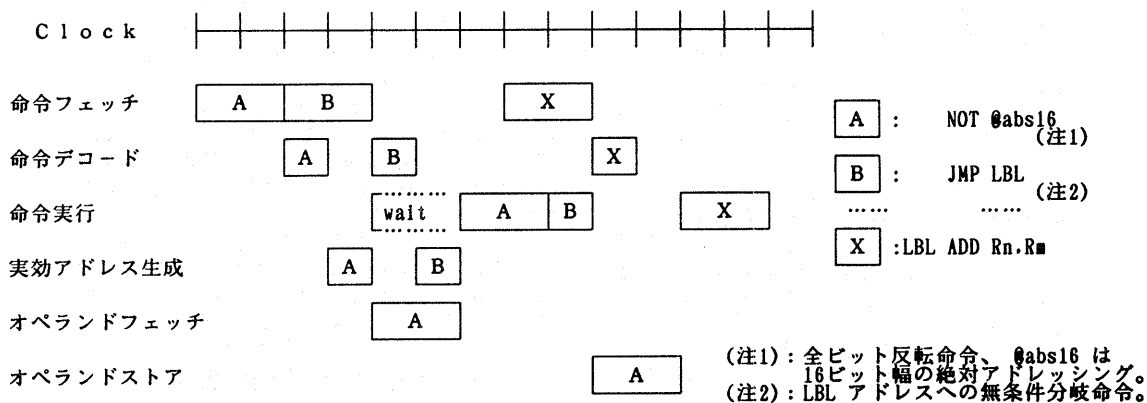 Clock
命令フェッチ A B X
命令デコード A B X
命令実行 wait A B X
実効アドレス生成 A B
オペランドフェッチ A
オペランドストア A
A : NOT @abs16
(注1)
B : JMP LBL
(注2)
…… ……
X :LBL ADD Rn.Rm
(注1):全ビット反転命令、 @abs16 は
16ビット幅の絶対アドレッシング。
(注2):LBL アドレスへの無条件分岐命令。